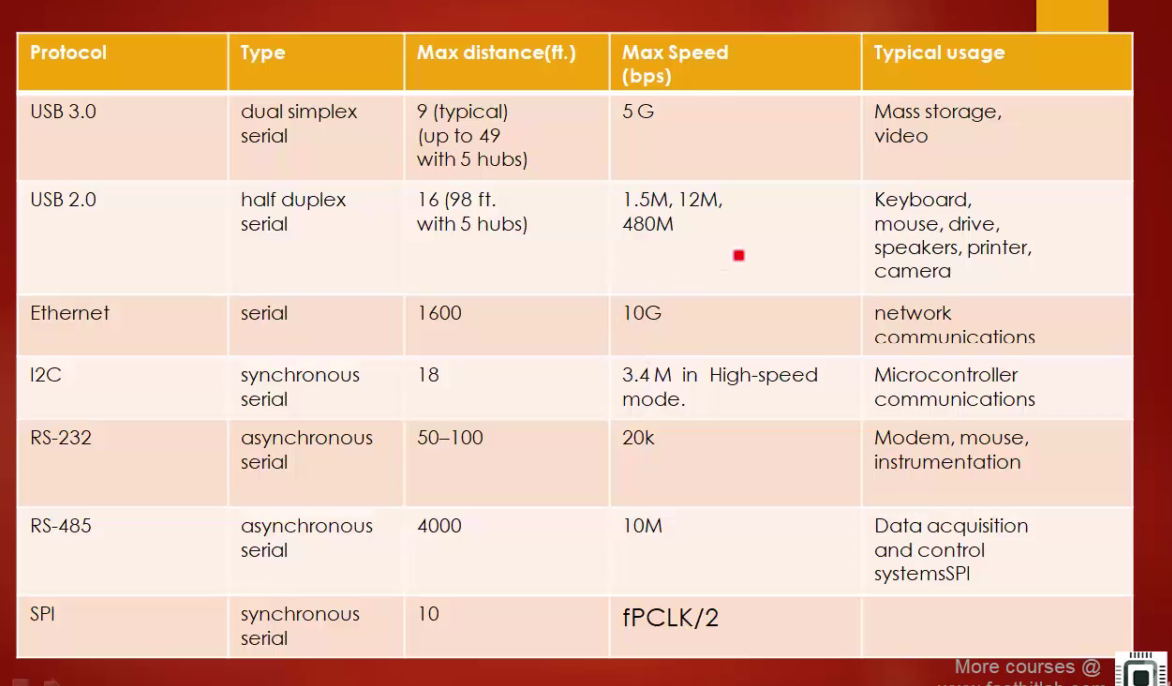 Protocol
Type
Max distance(ft.)
Max Speed
(bps)
Typical usage
USB 3.0
dual simplex
serial
9 (typical)
(up to 49
with 5 hubs)
5 G
Mass storage,
video
USB 2.0
half duplex
serial
16 (98 ft.
with 5 hubs)
1.5M, 12M,
480M
Keyboard,
mouse, drive,
speakers, printer,
camera
Ethernet
serial
1600
10G
network
communications
I2C
synchronous
serial
18
3.4 M in High-speed
mode.
Microcontroller
communications
RS-232
asynchronous
serial
50–100
20k
Modem, mouse,
instrumentation
RS-485
asynchronous
serial
4000
10M
Data acquisition
and control
systemsSPI
SPI
synchronous
serial
10
fPCLK/2
More courses @